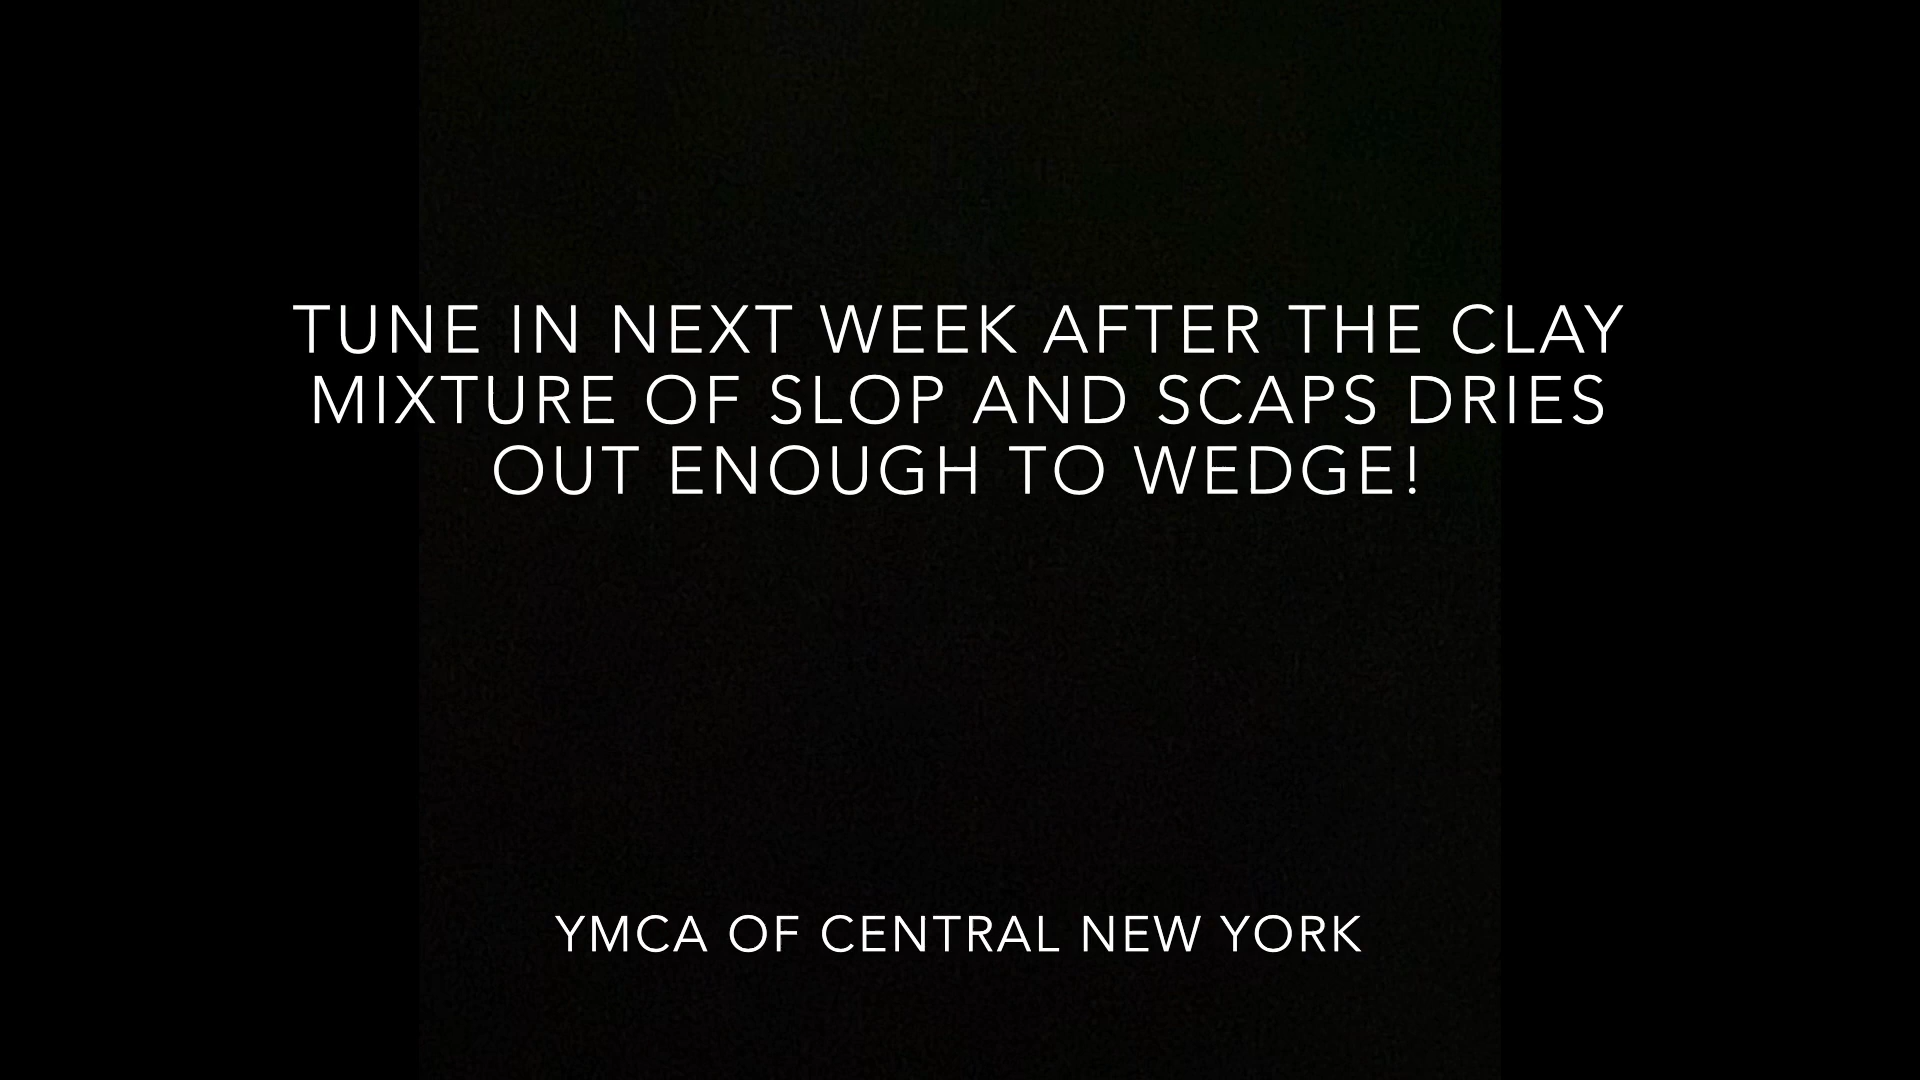 TUNE IN NEXT WEEK AFTER THE CLAY
MIXTURE OF SLOP AND SCAPS DRIES
OUT ENOUGH TO WEDGE!
YMCA OF CENTRAL NEW YORK